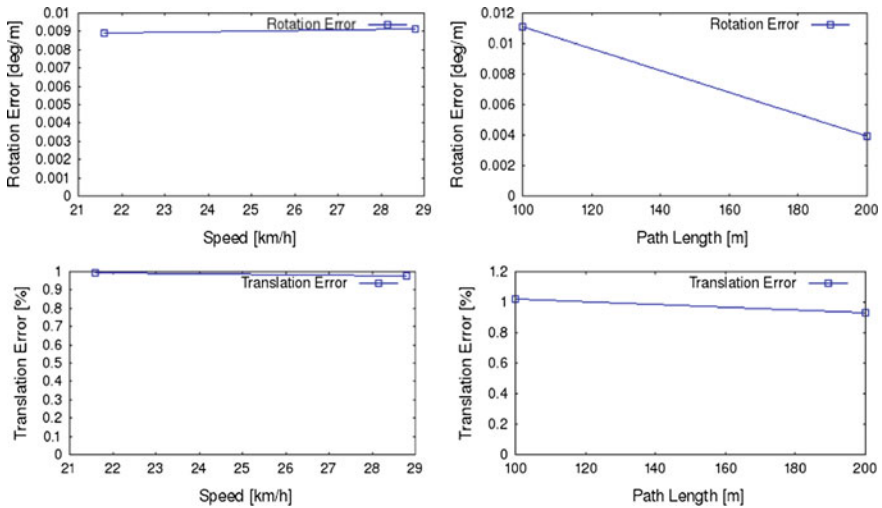 Rotation Error [deg/m]
0.01
0.009
0.008
0.007
0.006
0.005
0.004
0.003
0.002
0.001
0
Rotation Error
21 22 23 24 25 26 27 28 29
Speed [km/h]
Rotation Error [deg/m]
0.012
0.01
0.008
0.006
0.004
0.002
0
Rotation Error
100 120 140 160 180 200
Path Length [m]
Translation Error [%]
1
0.9
0.8
0.7
0.6
0.5
0.4
0.3
0.2
0.1
0
Translation Error
21 22 23 24 25 26 27 28 29
Speed [km/h]
Translation Error [%]
1.2
1
0.8
0.6
0.4
0.2
0
Translation Error
100 120 140 160 180 200
Path Length [m]